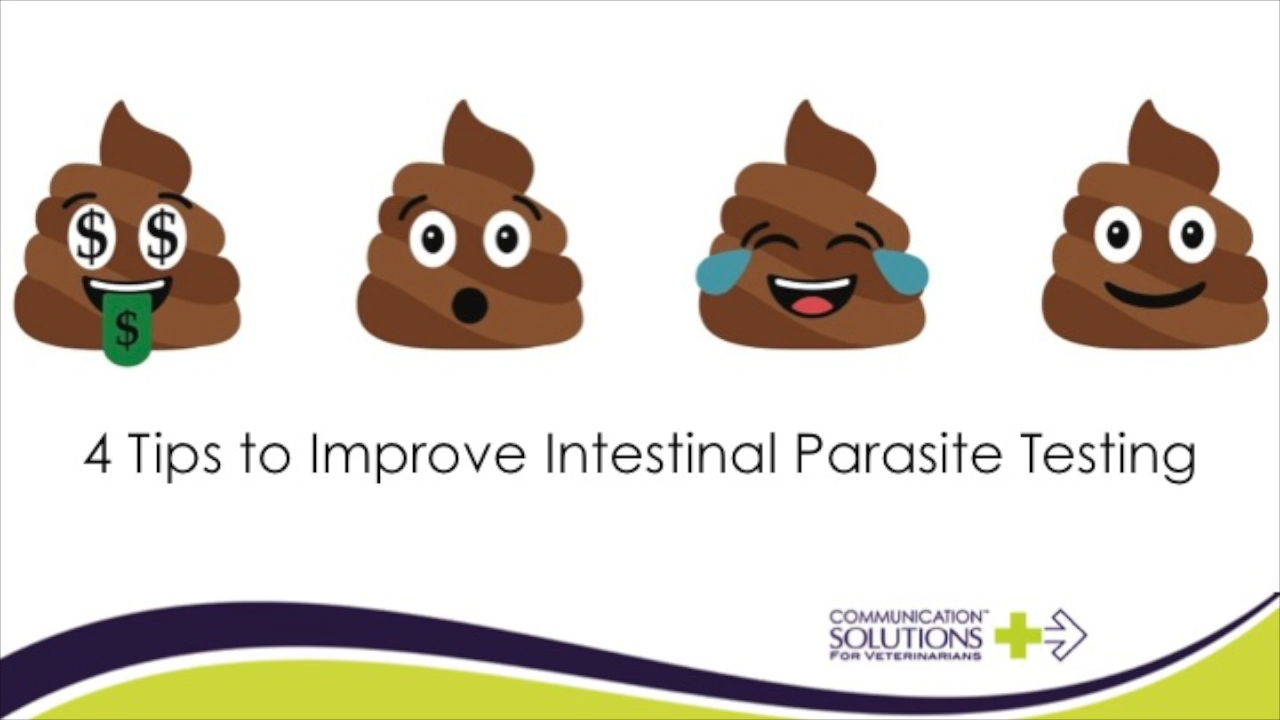 $ $
$
4 Tips to Improve Intestinal Parasite Testing
COMMUNICATION™
SOLUTIONS
FOR VETERINARIANS